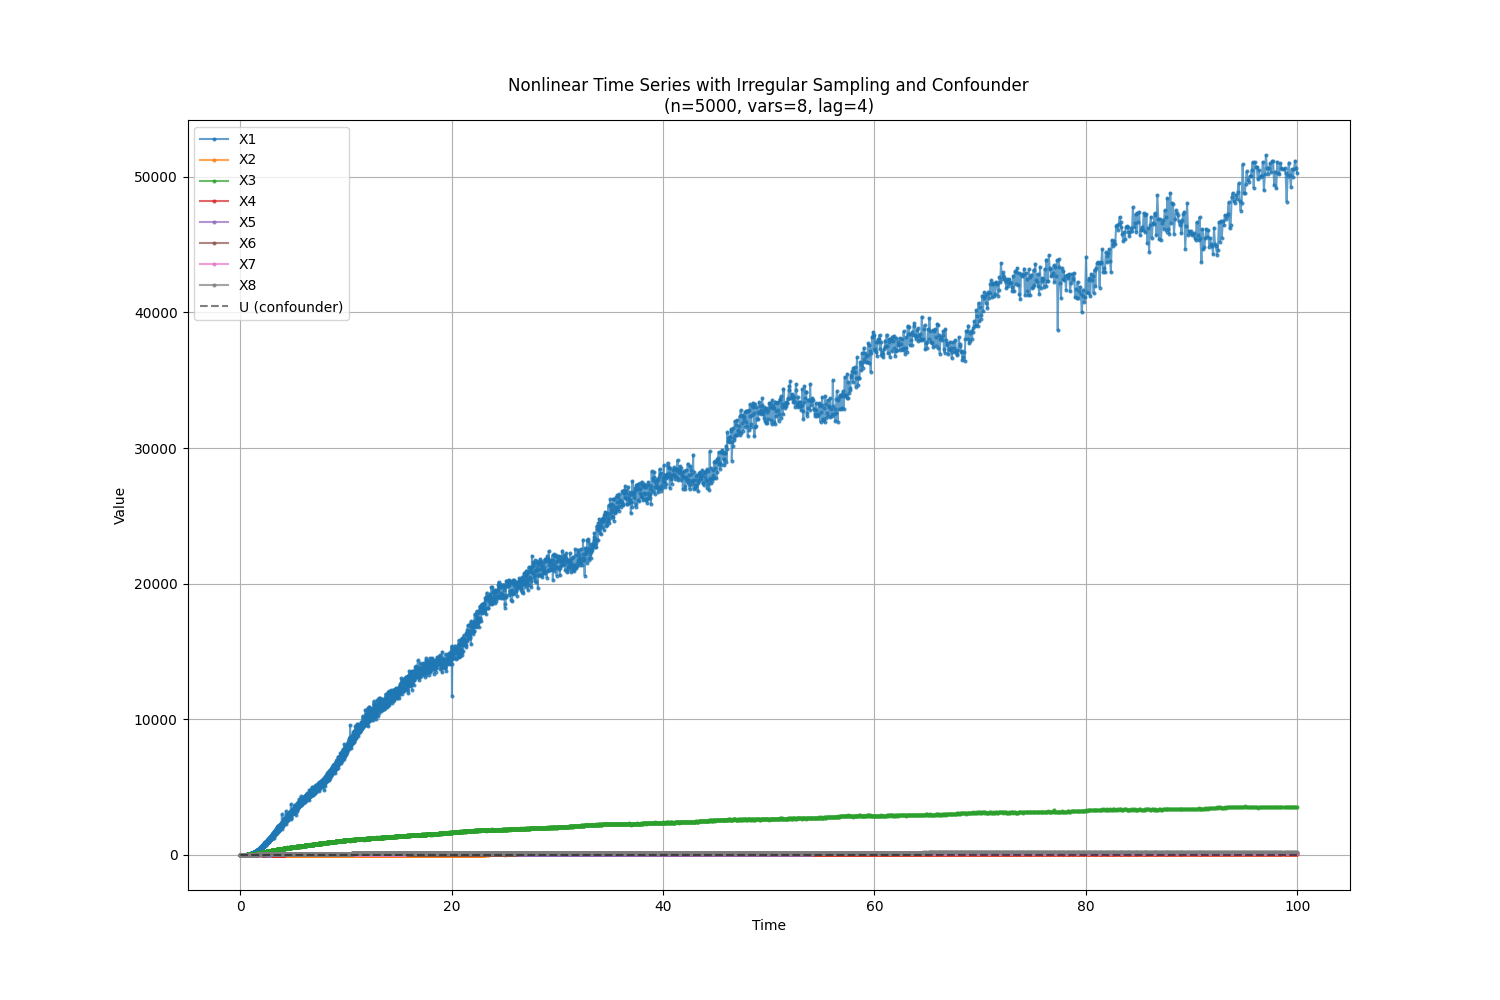 Nonlinear Time Series with Irregular Sampling and Confounder
(n=5000, vars=8, lag=4)
X1
X2
X3
X4
X5
X6
X7
X8
U (confounder)
Value
50000
40000
30000
20000
10000
0
0 20 40 60 80 100
Time